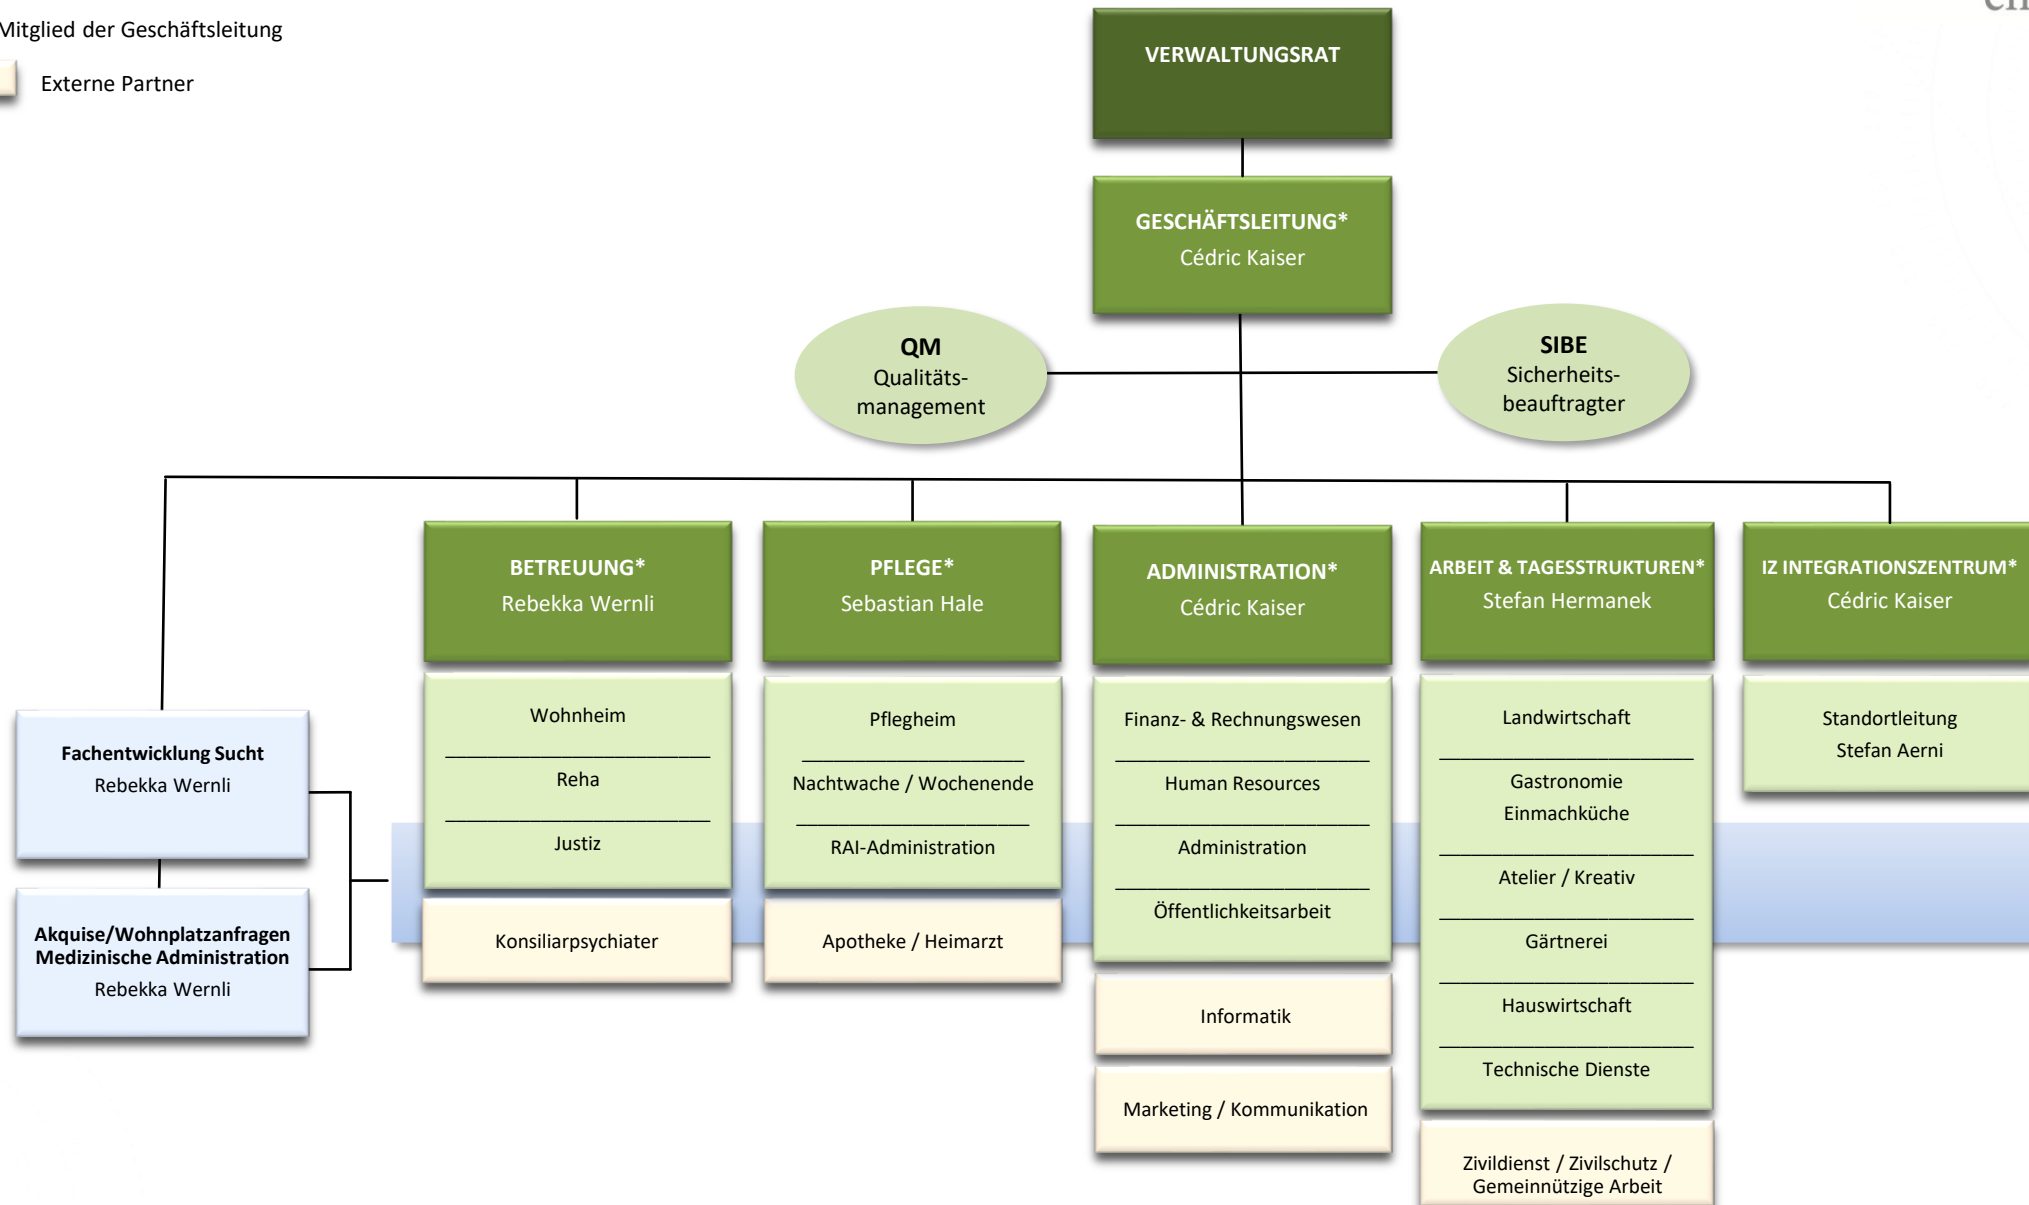 Mitglied der Geschäftsleitung
Externe Partner
VERWALTUNGSRAT
GESCHÄFTSLEITUNG*
Cédric Kaiser
QM
Qualitäts-
management
SIBE
Sicherheits-
beauftragter
BETREUUNG*
Rebekka Wernli
PFLEGE*
Sebastian Hale
ADMINISTRATION*
Cédric Kaiser
ARBEIT & TAGESSTRUKTUREN*
Stefan Hermanek
IZ INTEGRATIONSZENTRUM*
Cédric Kaiser
Fachentwicklung Sucht
Rebekka Wernli
Akquise/Wohnplatzanfragen
Medizinische Administration
Rebekka Wernli
Wohnheim
Reha
Justiz
Konsiliarpsychiater
Pflegheim
Nachtwache / Wochenende
RAI-Administration
Apotheke / Heimarzt
Finanz- & Rechnungswesen
Human Resources
Administration
Öffentlichkeitsarbeit
Informatik
Marketing / Kommunikation
Landwirtschaft
Gastronomie
Einmachküche
Atelier / Kreativ
Gärtnerei
Hauswirtschaft
Technische Dienste
Zivildienst / Zivilschutz /
Gemeinnützige Arbeit
Standortleitung
Stefan Aerni